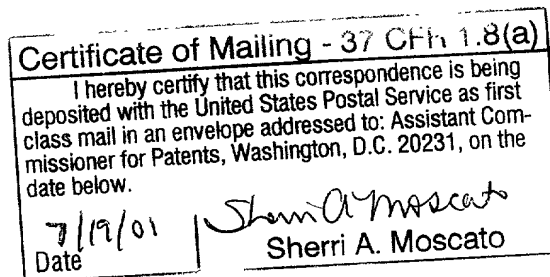 Certificate of Mailing - 37 CFR 1.8(a)
I hereby certify that this correspondence is being
deposited with the United States Postal Service as first
class mail in an envelope addressed to: Assistant Com-
missioner for Patents, Washington, D.C. 20231, on the
date below.
7/19/01 Sherri A Moscato
Date Sherri A. Moscato